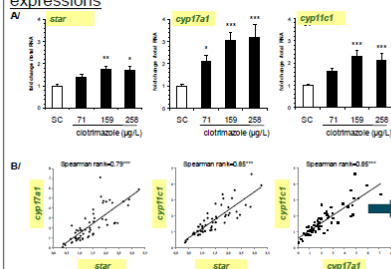 expressions
A/
star
cyp17a1
cyp11c1
fold change /total RNA
fold change /total RNA
fold change /total RNA
** *
* *** ***
*** ***
SC 71 159 258
SC 71 159 258
SC 71 159 258
clotrimazole (µg/L)
clotrimazole (µg/L)
clotrimazole (µg/L)
B/
Spearman rank=0.79***
Spearman rank=0.85***
Spearman rank=0.85***
cyp17a1
cyp11c1
cyp11c1
star
star
cyp17a1